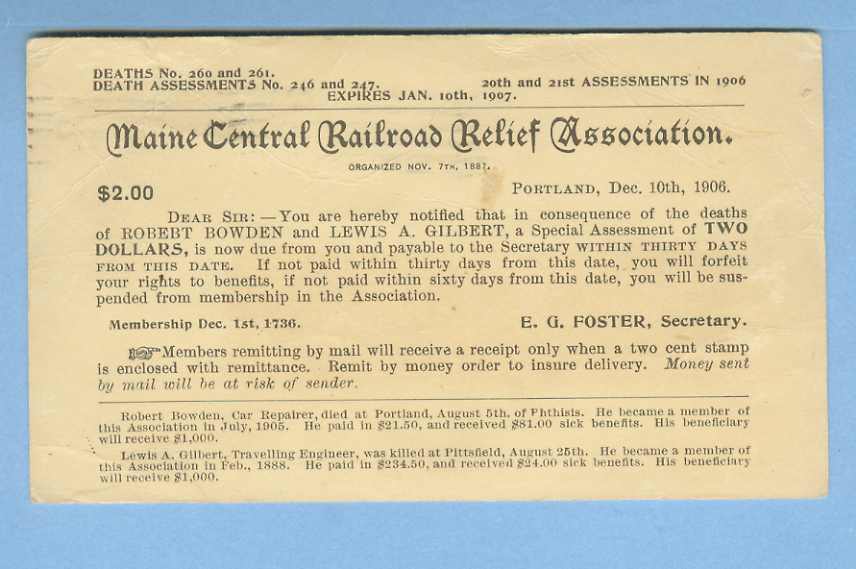 DEATHS No. 260 and 261.
DEATH ASSESSMENTS No. 246 and 247. 20th and 21st ASSESSMENTS IN 1906
EXPIRES JAN. 10th, 1907.
Maine Central Railroad Relief Association.
ORGANIZED NOV. 7TH, 1887.
$2.00 PORTLAND, Dec. 10th, 1906.
DEAR SIR:—You are hereby notified that in consequence of the deaths
of ROBERT BOWDEN and LEWIS A. GILBERT, a Special Assessment of TWO
DOLLARS, is now due from you and payable to the Secretary WITHIN THIRTY DAYS
FROM THIS DATE. If not paid within thirty days from this date, you will forfeit
your rights to benefits, if not paid within sixty days from this date, you will be sus-
pended from membership in the Association.
Membership Dec. 1st, 1736. E. G. FOSTER, Secretary.
☞Members remitting by mail will receive a receipt only when a two cent stamp
is enclosed with remittance. Remit by money order to insure delivery. Money sent
by mail will be at risk of sender.
Robert Bowden, Car Repairer, died at Portland, August 5th. of Phthisis. He became a member of
this Association in July, 1905. He paid in $21.50, and received $81.00 sick benefits. His beneficiary
will receive $1,000.
Lewis A. Gilbert, Travelling Engineer, was killed at Pittsfield, August 25th. He became a member of
this Association in Feb., 1888. He paid in $234.50, and received $24.00 sick benefits. His beneficiary
will receive $1,000.